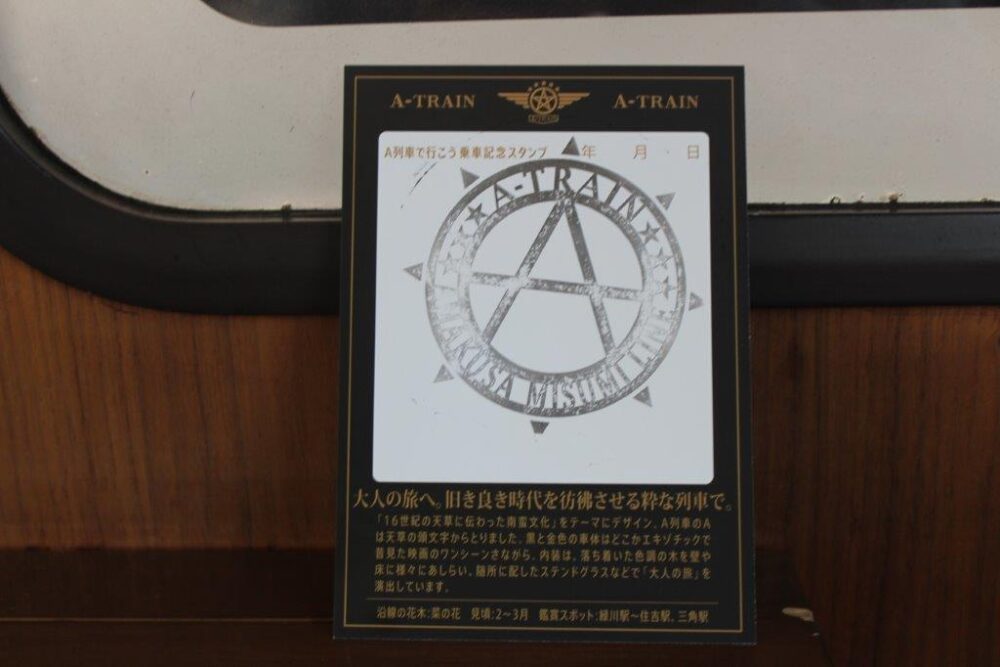 A-TRAIN
A-TRAIN
A-TRAIN
A列車で行こう乗車記念スタンプ 年 月 日
A-TRAIN
A
AMAKUSA MISUMI LINE
大人の旅へ。旧き良き時代を彷彿させる粋な列車で。
「16世紀の天草に伝わった南蛮文化」をテーマにデザイン。A列車のA
は天草の頭文字からとりました。黒と金色の車体はどこかエキゾチックで
昔見た映画のワンシーンさながら。内装は、落ち着いた色調の木を壁や
床に様々にあしらい、随所に配したステンドグラスなどで「大人の旅」を
演出しています。
沿線の花木:菜の花 見頃:2～3月 鑑賞スポット:緑川駅～住吉駅、三角駅